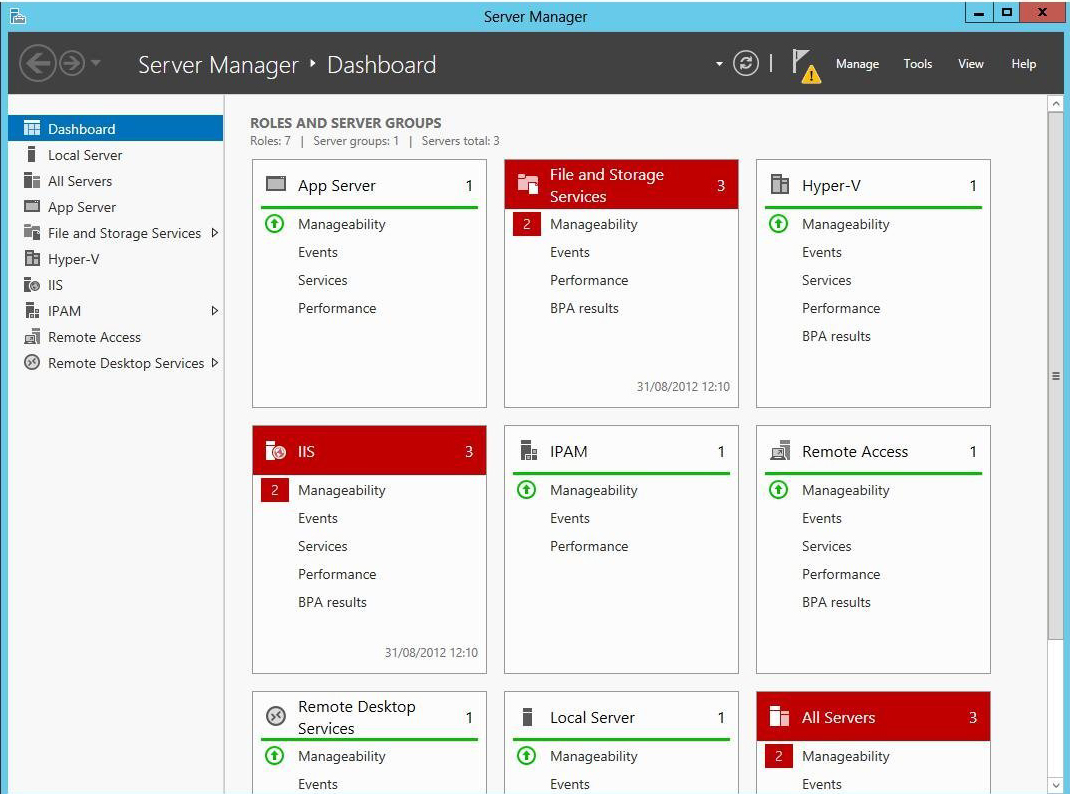 Server Manager
Server Manager ‣ Dashboard
Manage Tools View Help
Dashboard
Local Server
All Servers
App Server
File and Storage Services
Hyper-V
IIS
IPAM
Remote Access
Remote Desktop Services
ROLES AND SERVER GROUPS
Roles: 7 | Server groups: 1 | Servers total: 3
App Server 1
Manageability
Events
Services
Performance
File and Storage
Services 3
2 Manageability
Events
Performance
BPA results
31/08/2012 12:10
Hyper-V 1
Manageability
Events
Services
Performance
BPA results
IIS 3
2 Manageability
Events
Services
Performance
BPA results
31/08/2012 12:10
IPAM 1
Manageability
Events
Performance
Remote Access 1
Manageability
Events
Services
Performance
BPA results
Remote Desktop
Services 1
Manageability
Events
Local Server 1
Manageability
Events
All Servers 3
2 Manageability
Events